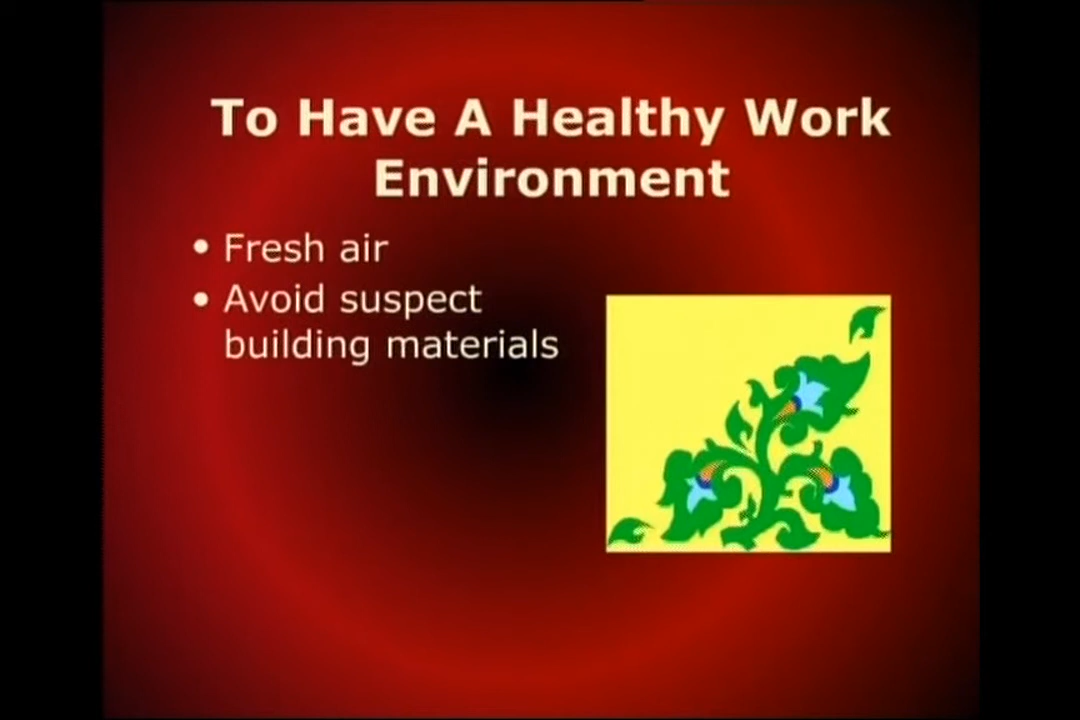 To Have A Healthy Work
Environment
• Fresh air
• Avoid suspect
building materials